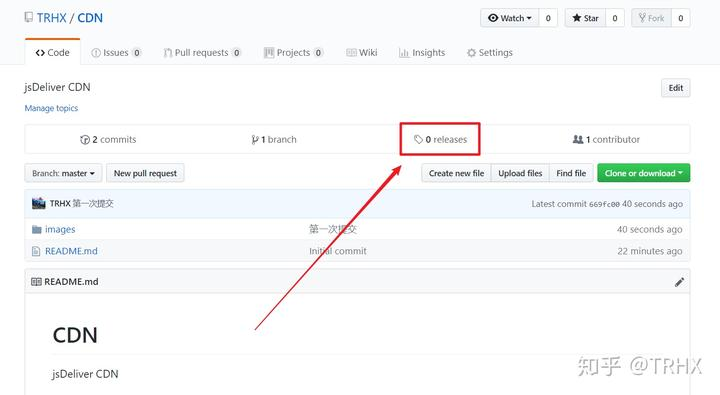 TRHX / CDN
Watch 0 Star 0 Fork 0
Code Issues 0 Pull requests 0 Projects 0 Wiki Insights Settings
jsDeliver CDN
Edit
Manage topics
2 commits 1 branch 0 releases 1 contributor
Branch: master New pull request Create new file Upload files Find file Clone or download
TRHX 第一次提交 Latest commit 669fc00 40 seconds ago
images 第一次提交 40 seconds ago
README.md Initial commit 22 minutes ago
README.md
CDN
jsDeliver CDN
知乎 @TRHX